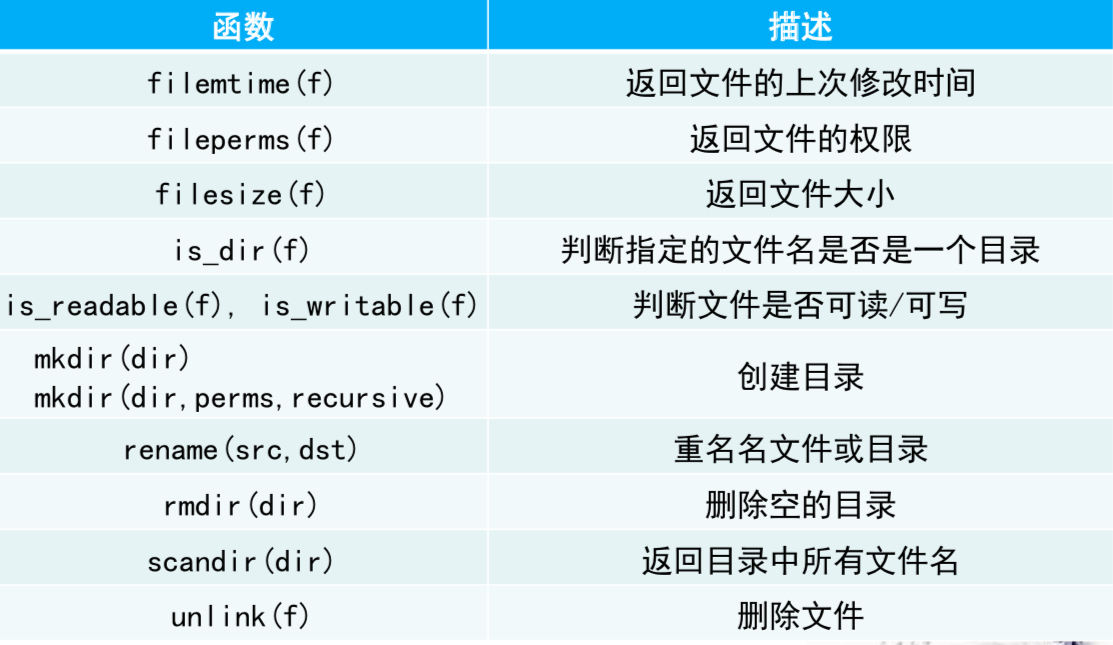 函数 描述
filemtime(f) 返回文件的上次修改时间
fileperms(f) 返回文件的权限
filesize(f) 返回文件大小
is_dir(f) 判断指定的文件名是否是一个目录
is_readable(f), is_writable(f) 判断文件是否可读/可写
mkdir(dir)
mkdir(dir,perms,recursive) 创建目录
rename(src,dst) 重名名文件或目录
rmdir(dir) 删除空的目录
scandir(dir) 返回目录中所有文件名
unlink(f) 删除文件